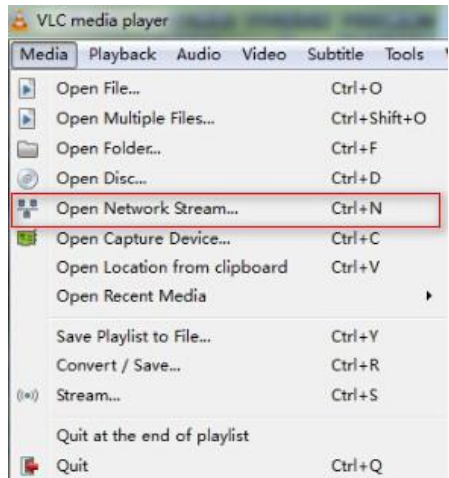 VLC media player
Media Playback Audio Video Subtitle Tools
Open File... Ctrl+O
Open Multiple Files... Ctrl+Shift+O
Open Folder... Ctrl+F
Open Disc... Ctrl+D
Open Network Stream... Ctrl+N
Open Capture Device... Ctrl+C
Open Location from clipboard Ctrl+V
Open Recent Media
Save Playlist to File... Ctrl+Y
Convert / Save... Ctrl+R
Stream... Ctrl+S
Quit at the end of playlist
Quit Ctrl+Q